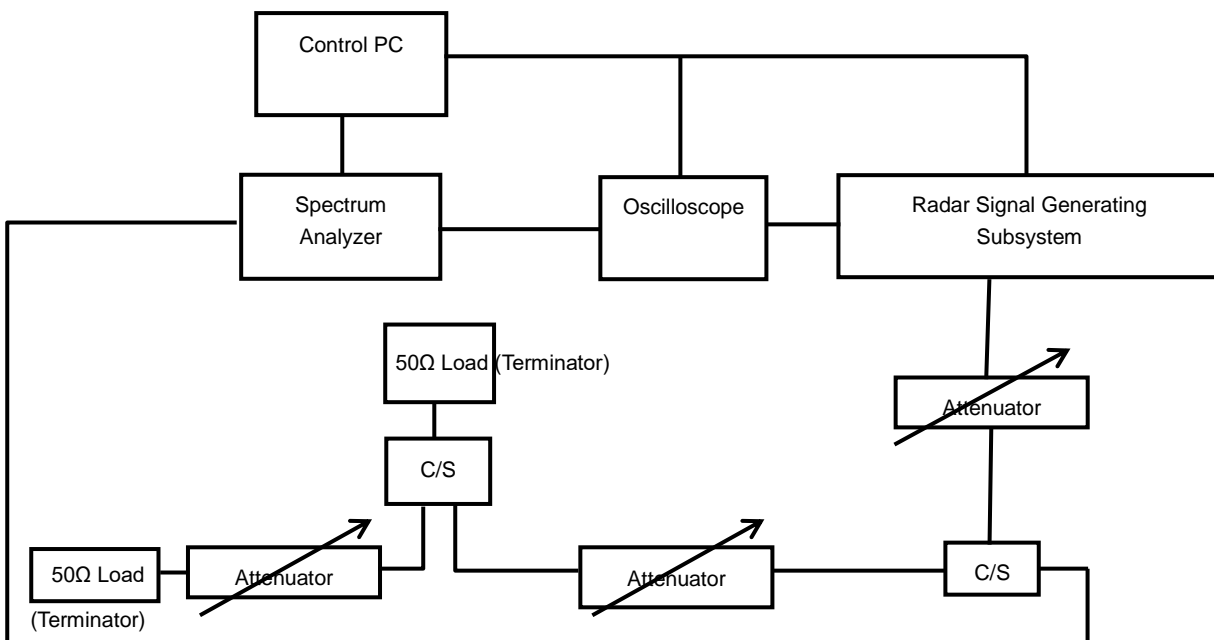 Control PC
Spectrum
Analyzer
Oscilloscope
Radar Signal Generating
Subsystem
50Ω Load (Terminator)
Attenuator
C/S
50Ω Load
(Terminator)
Attenuator
Attenuator
C/S